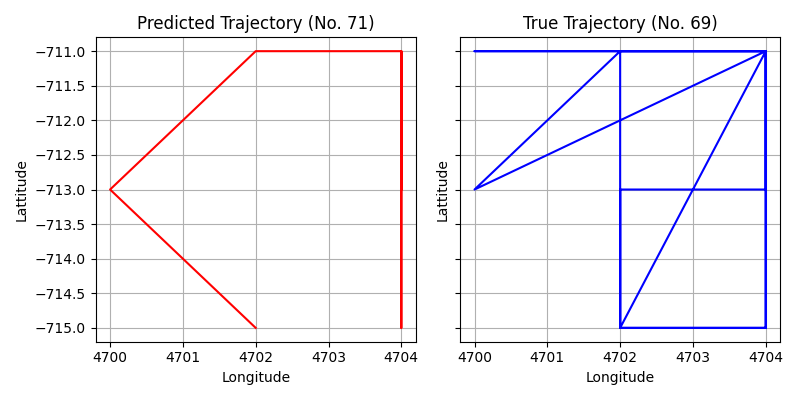 Predicted Trajectory (No. 71)
True Trajectory (No. 69)
−711.0
−711.5
−712.0
−712.5
−713.0
−713.5
−714.0
−714.5
−715.0
Lattitude
Lattitude
4700 4701 4702 4703 4704
4700 4701 4702 4703 4704
Longitude
Longitude